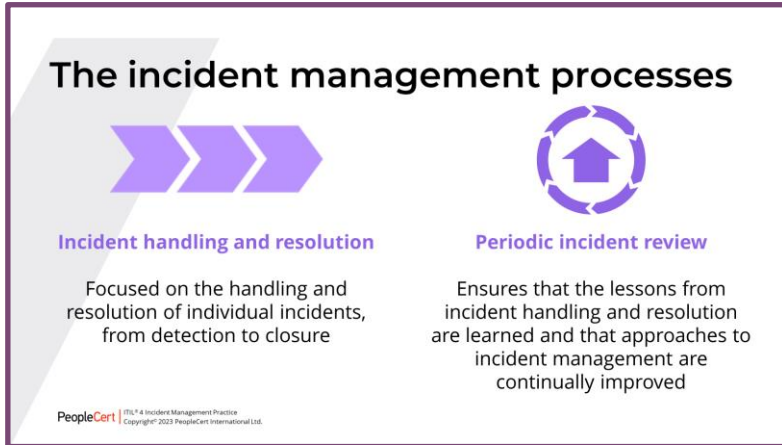 The incident management processes
Incident handling and resolution
Focused on the handling and
resolution of individual incidents,
from detection to closure
Periodic incident review
Ensures that the lessons from
incident handling and resolution
are learned and that approaches to
incident management are
continually improved
PeopleCert
ITIL® 4 Incident Management Practice
Copyright© 2023 PeopleCert International Ltd.